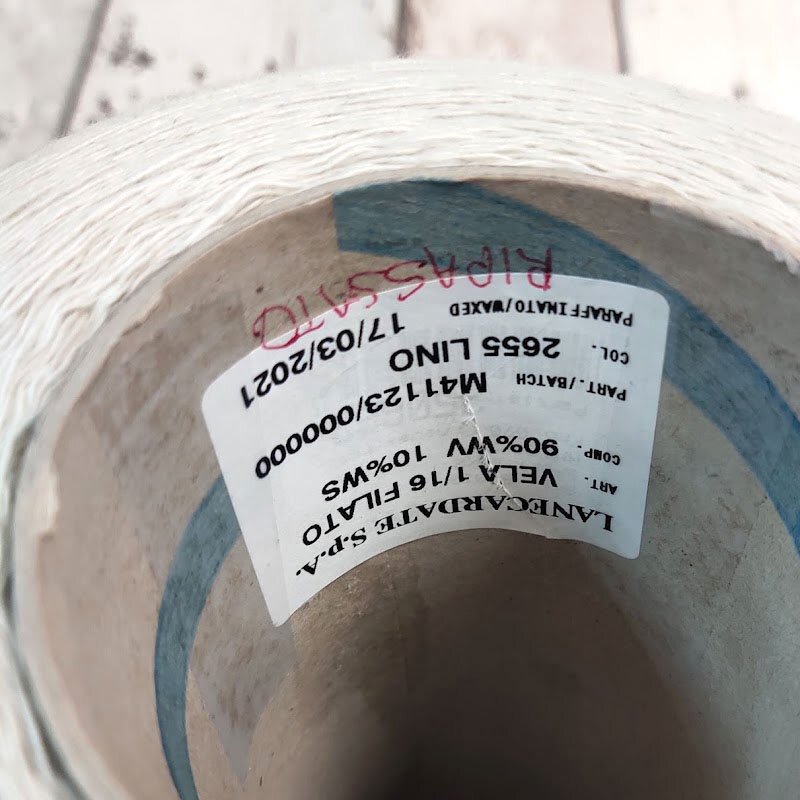 LANECARDATE S.p.A.
ART. VELA 1/16 FILATO
COMP. 90%WV 10%WS
PART./BATCH M41123/000000
COL. 2655 LINO
PARAFFINATO/WAXED 17/03/2021
RIPASSATO